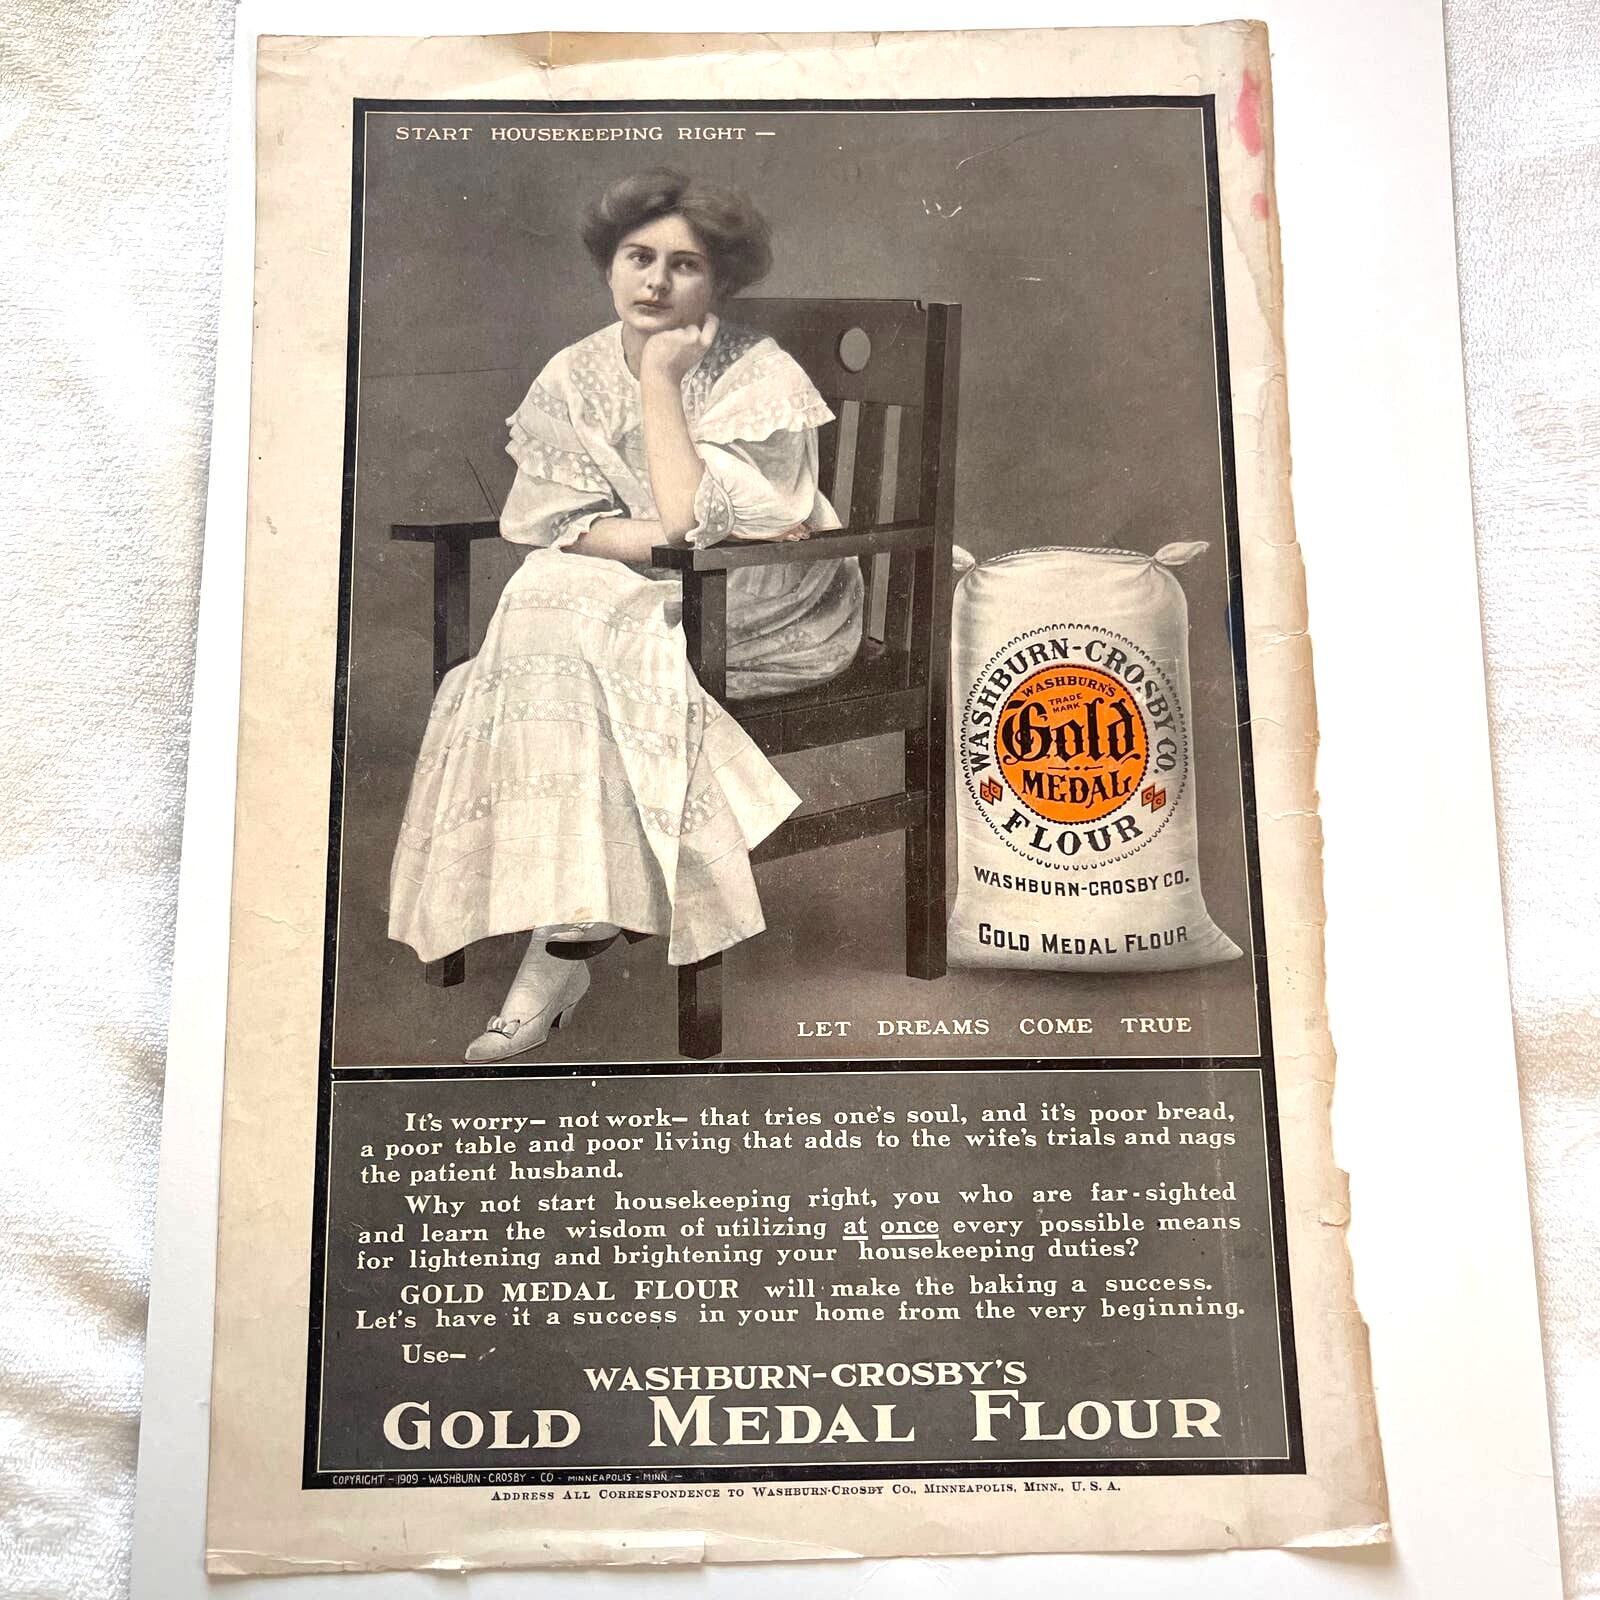 START HOUSEKEEPING RIGHT —
WASHBURN-CROSBY CO.
WASHBURN'S
TRADE
MARK
Gold
MEDAL
C C
C C
FLOUR
WASHBURN-CROSBY CO.
GOLD MEDAL FLOUR
LET DREAMS COME TRUE
It's worry— not work— that tries one's soul, and it's poor bread,
a poor table and poor living that adds to the wife's trials and nags
the patient husband.
Why not start housekeeping right, you who are far-sighted
and learn the wisdom of utilizing at once every possible means
for lightening and brightening your housekeeping duties?
GOLD MEDAL FLOUR will make the baking a success.
Let's have it a success in your home from the very beginning.
Use—
WASHBURN-CROSBY'S
GOLD MEDAL FLOUR
COPYRIGHT - 1909 - WASHBURN - CROSBY - CO - MINNEAPOLIS - MINN —
ADDRESS ALL CORRESPONDENCE TO WASHBURN-CROSBY CO., MINNEAPOLIS, MINN., U. S. A.